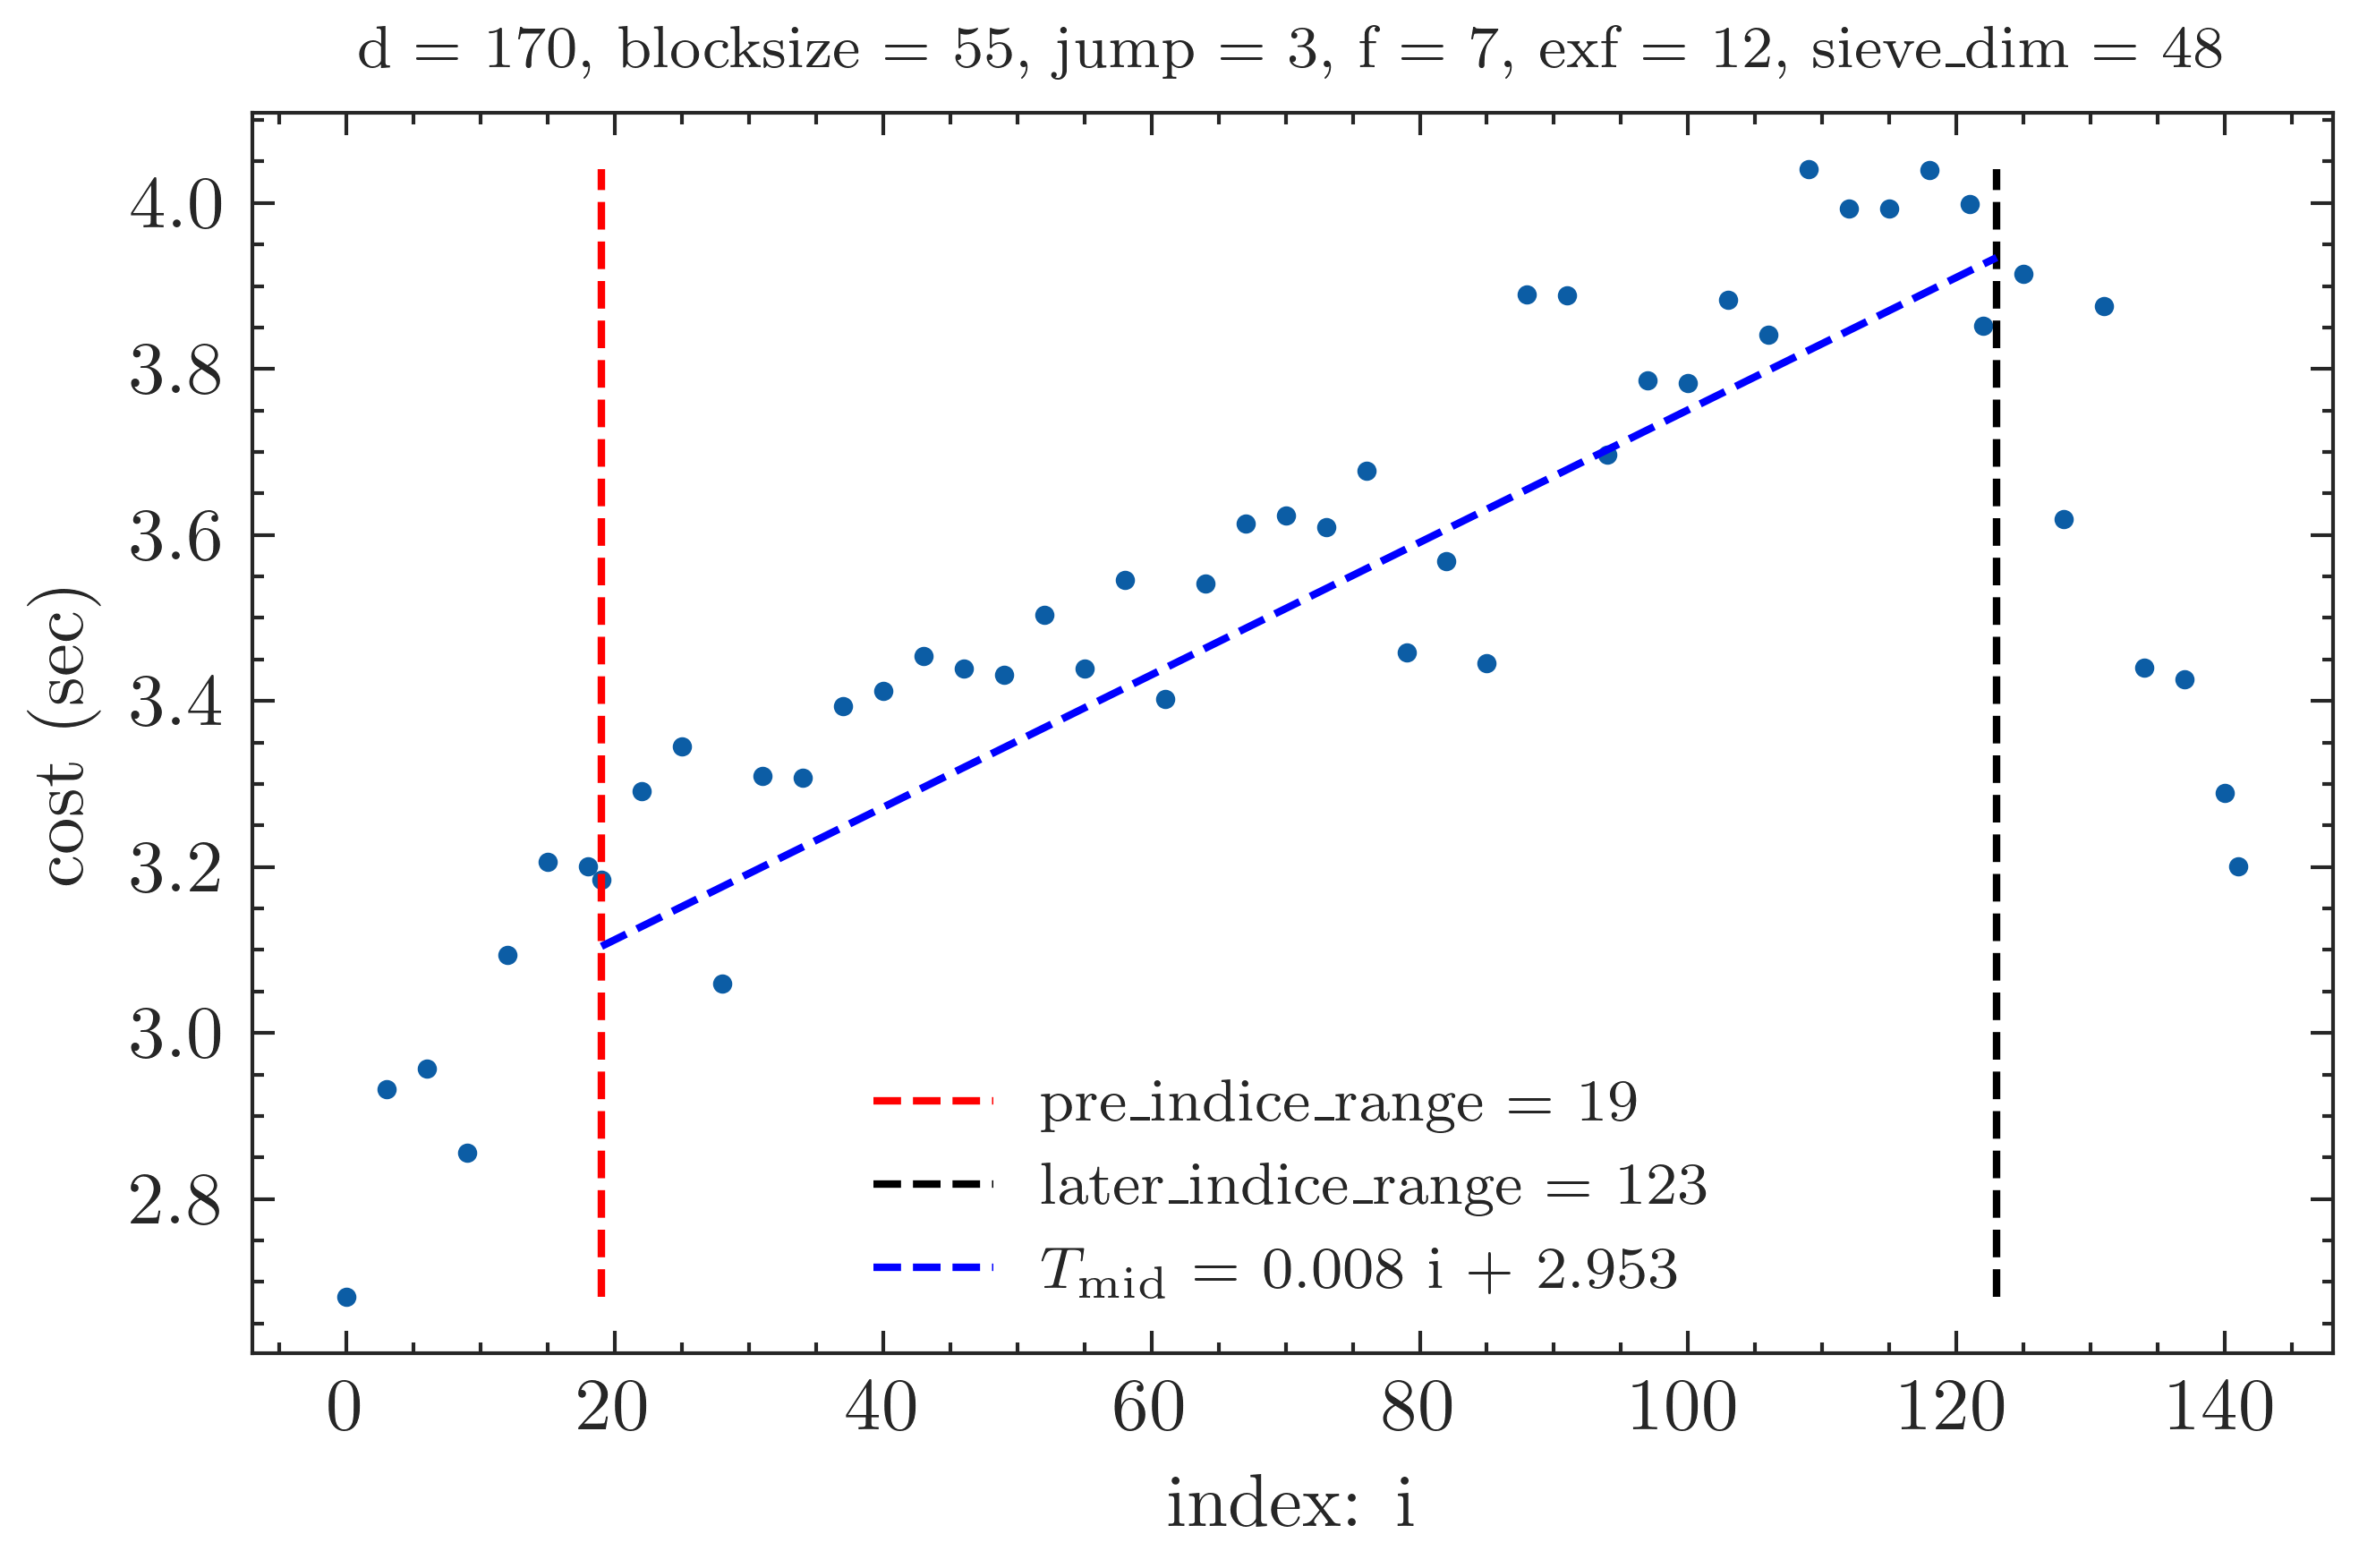 d = 170, blocksize = 55, jump = 3, f = 7, exf = 12, sieve_dim = 48
4.0
3.8
3.6
3.4
3.2
3.0
2.8
cost (sec)
pre_indice_range = 19
later_indice_range = 123
T_mid = 0.008 i + 2.953
0 20 40 60 80 100 120 140
index: i